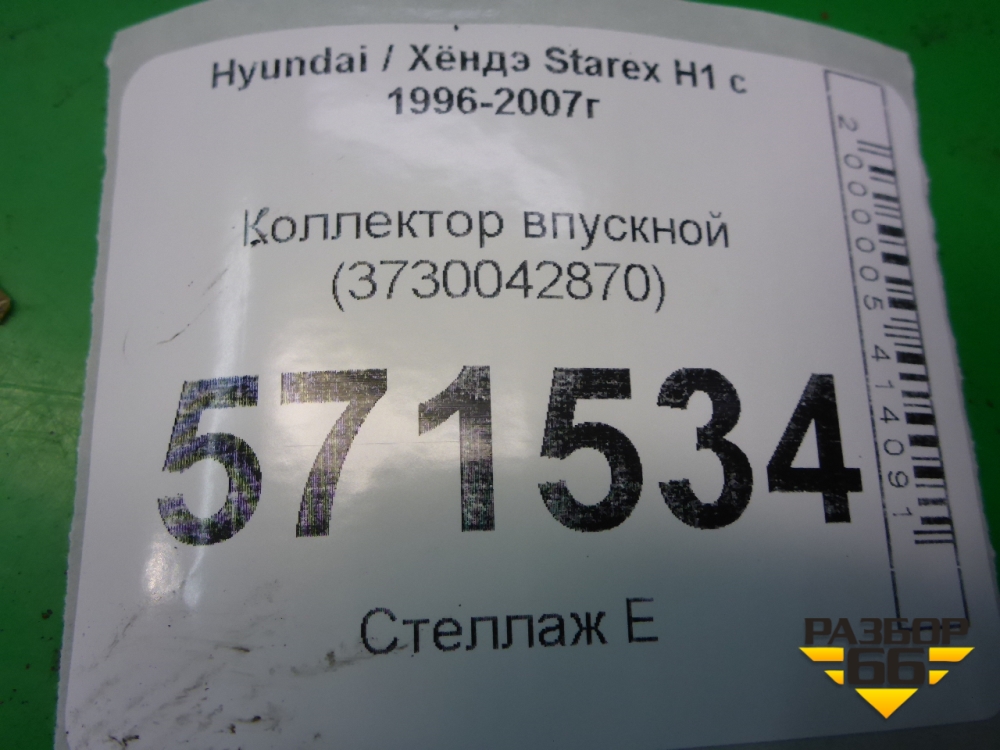 Hyundai / Хёндэ Starex H1 с
1996-2007г
Коллектор впускной
(3730042870)
571534
Стеллаж Е
2000005414091
РАЗБОР
66